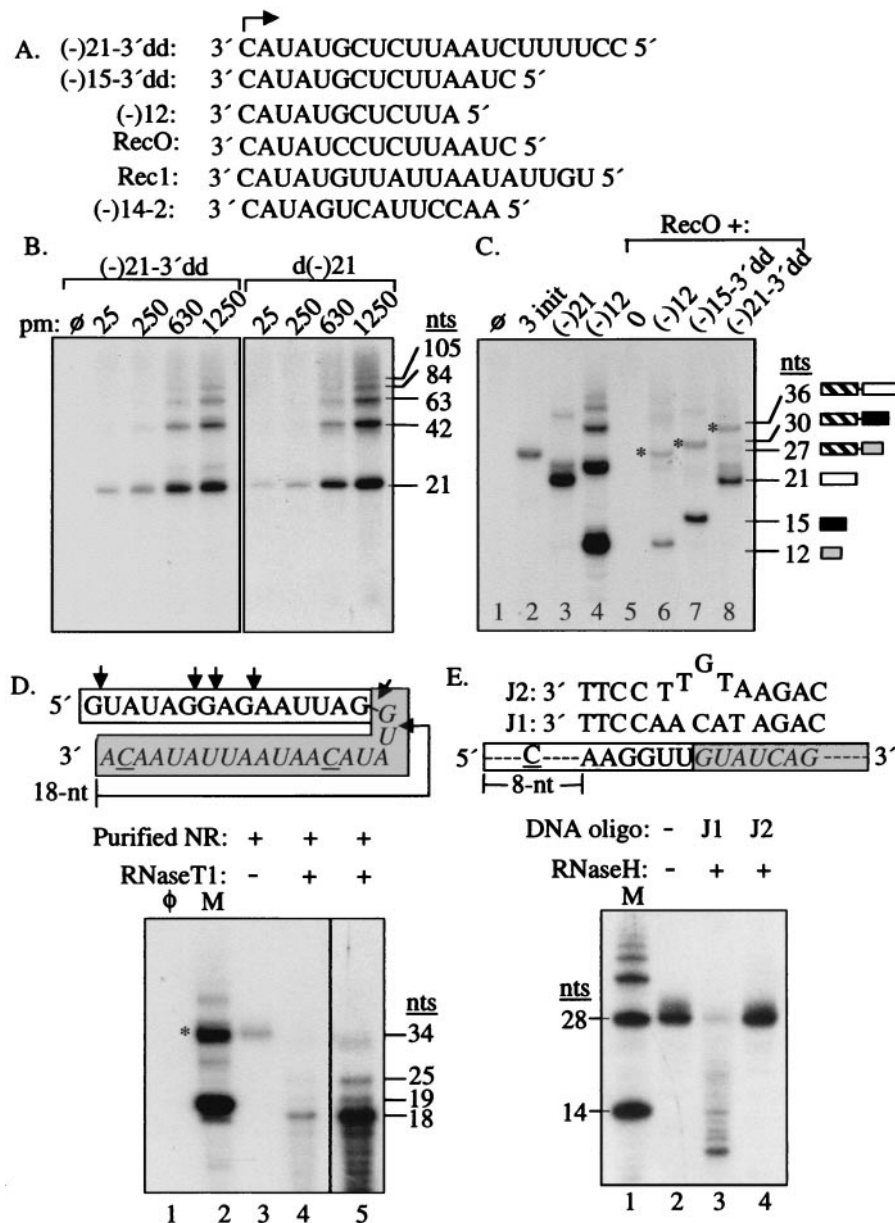 A. (-)21-3´dd: 3´ CAUAUGCUCUUAAUCUUUUCC 5´
(-)15-3´dd: 3´ CAUAUGCUCUUAAUC 5´
(-)12: 3´ CAUAUGCUCUUA 5´
RecO: 3´ CAUAUCCUCUUAAUC 5´
Rec1: 3´ CAUAUGUUAUUAAUAUUGU 5´
(-)14-2: 3´ CAUAGUCAUUCCAA 5´
B. (-)21-3´dd d(-)21
pm: ϕ 25 250 630 1250 25 250 630 1250 nts
105
84
63
42
21
C. RecO +:
ϕ 3 init (-)21 (-)12 0 (-)12 (-)15-3´dd (-)21-3´dd
nts
* 36
* 30
* 27
21
15
12
1 2 3 4 5 6 7 8
D.
5´ GUAUAGGAGAAUUAG
G
U
3´ ACAAUAUUAAUAACAUA
18-nt
Purified NR: + + +
RNaseT1: - + +
ϕ M
nts
* 34
25
19
18
1 2 3 4 5
E.
J2: 3´ TTCC T T G T AAGAC
J1: 3´ TTCCAA CATAGAC
5´ ----C---- AAGGUUGUAUCAG ---- 3´
8-nt
DNA oligo: - J1 J2
RNaseH: - + +
M
nts
28
14
1 2 3 4